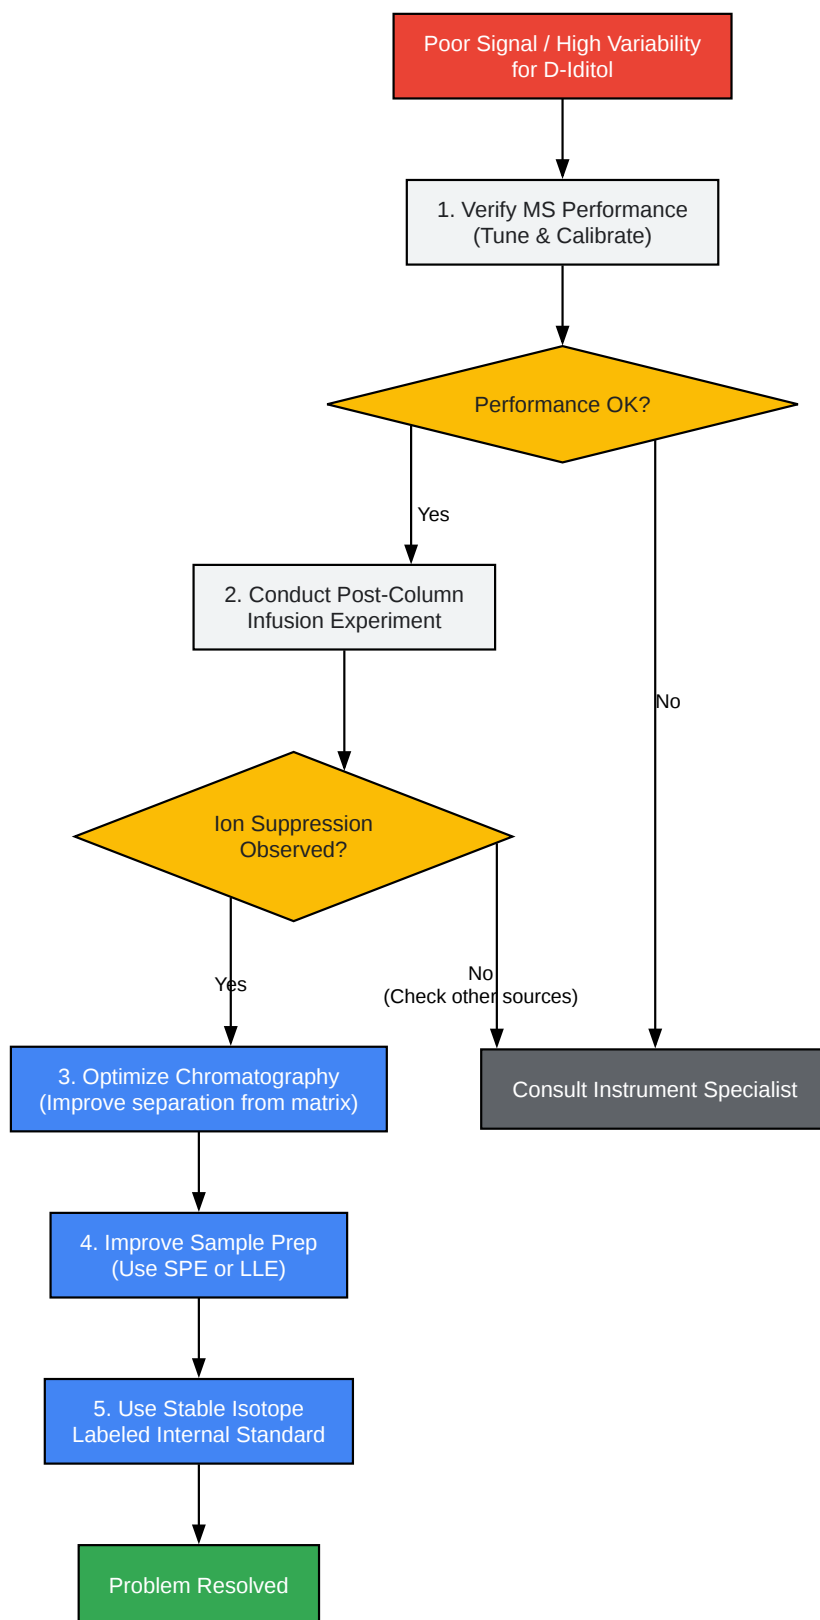 Poor Signal / High Variability
for D-Iditol
1. Verify MS Performance
(Tune & Calibrate)
Performance OK?
Yes
2. Conduct Post-Column
Infusion Experiment
No
Ion Suppression
Observed?
Yes
No
(Check other sources)
3. Optimize Chromatography
(Improve separation from matrix)
Consult Instrument Specialist
4. Improve Sample Prep
(Use SPE or LLE)
5. Use Stable Isotope
Labeled Internal Standard
Problem Resolved